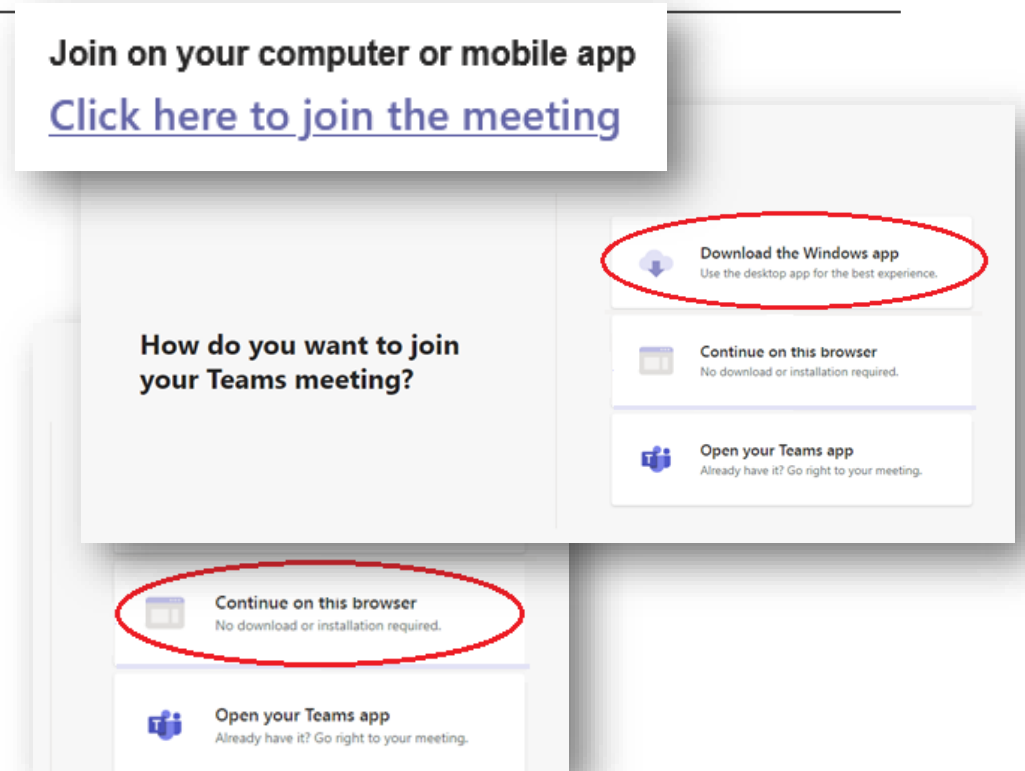 Join on your computer or mobile app
Click here to join the meeting
How do you want to join
your Teams meeting?
Download the Windows app
Use the desktop app for the best experience.
Continue on this browser
No download or installation required.
Open your Teams app
Already have it? Go right to your meeting.
Continue on this browser
No download or installation required.
Open your Teams app
Already have it? Go right to your meeting.